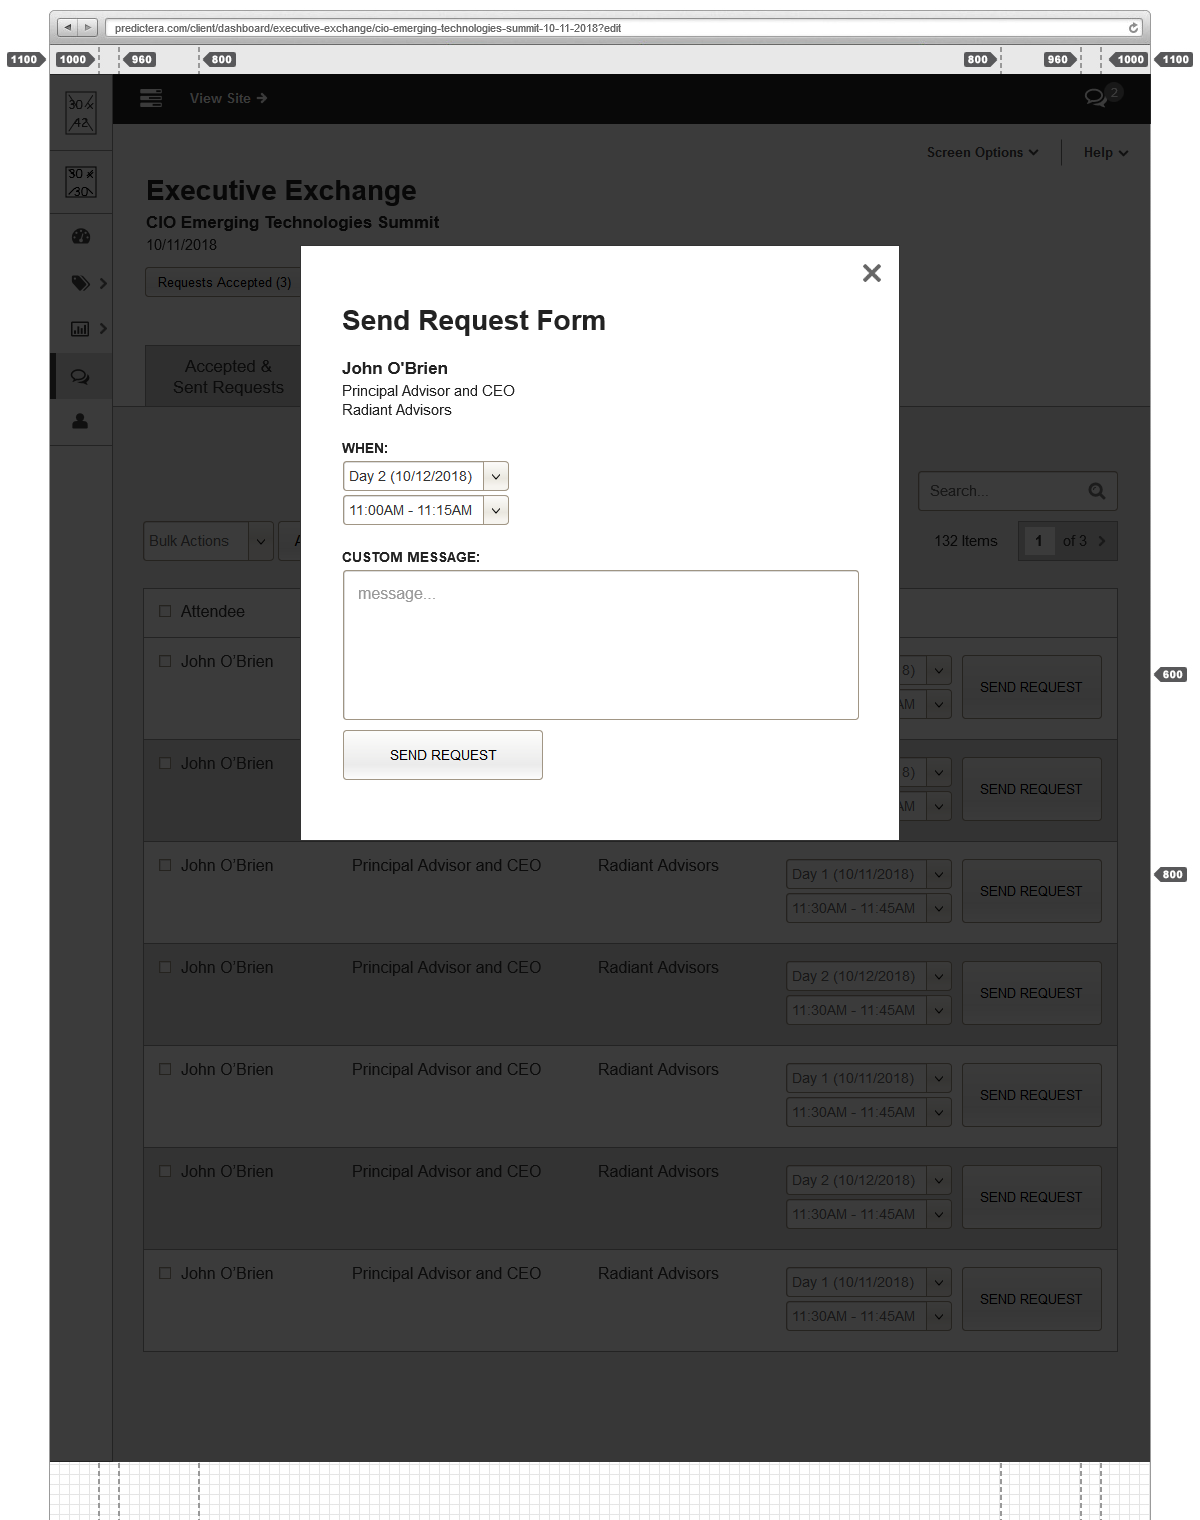 predictera.com/client/dashboard/executive-exchange/cio-emerging-technologies-summit-10-11-2018?edit
1100 1000 960 800 800 960 1000 1100
30 x 42
View Site
2
Screen Options
Help
30 x 30
Executive Exchange
CIO Emerging Technologies Summit
10/11/2018
Requests Accepted (3)
Accepted &
Sent Requests
Send Request Form
John O'Brien
Principal Advisor and CEO
Radiant Advisors
WHEN:
Day 2 (10/12/2018)
11:00AM - 11:15AM
CUSTOM MESSAGE:
message...
SEND REQUEST
Search...
Bulk Actions
A
132 Items
1 of 3
Attendee
John O'Brien 8) SEND REQUEST
AM
600
John O'Brien 8) SEND REQUEST
AM
John O'Brien Principal Advisor and CEO Radiant Advisors Day 1 (10/11/2018) SEND REQUEST
11:30AM - 11:45AM
800
John O'Brien Principal Advisor and CEO Radiant Advisors Day 2 (10/12/2018) SEND REQUEST
11:30AM - 11:45AM
John O'Brien Principal Advisor and CEO Radiant Advisors Day 1 (10/11/2018) SEND REQUEST
11:30AM - 11:45AM
John O'Brien Principal Advisor and CEO Radiant Advisors Day 2 (10/12/2018) SEND REQUEST
11:30AM - 11:45AM
John O'Brien Principal Advisor and CEO Radiant Advisors Day 1 (10/11/2018) SEND REQUEST
11:30AM - 11:45AM